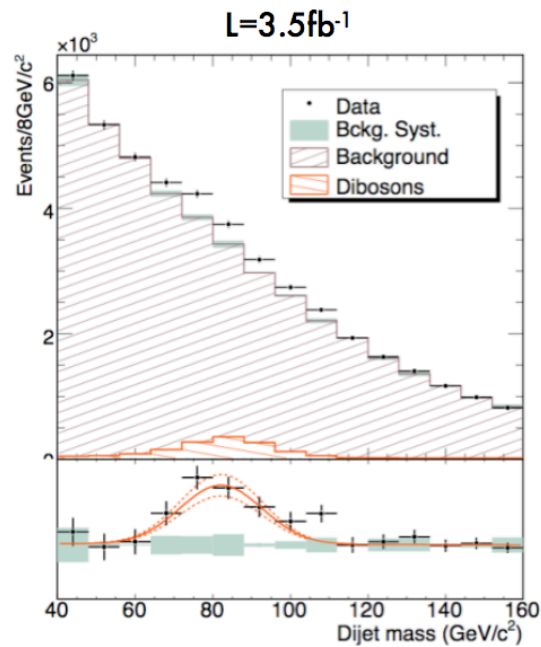 L=3.5fb⁻¹
×10³
Events/8GeV/c²
6
4
2
0
Data
Bckg. Syst.
Background
Dibosons
40 60 80 100 120 140 160
Dijet mass (GeV/c²)